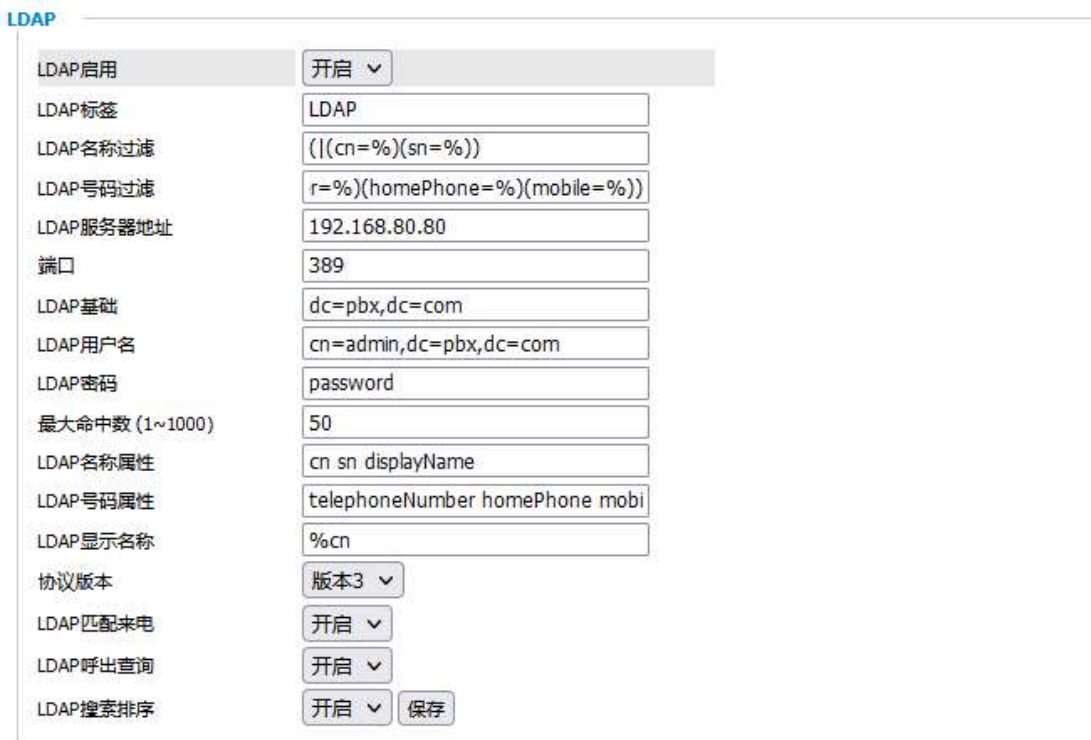 LDAP
LDAP启用 开启
LDAP标签 LDAP
LDAP名称过滤 (|(cn=%)(sn=%))
LDAP号码过滤 r=%)(homePhone=%)(mobile=%))
LDAP服务器地址 192.168.80.80
端口 389
LDAP基础 dc=pbx,dc=com
LDAP用户名 cn=admin,dc=pbx,dc=com
LDAP密码 password
最大命中数 (1~1000) 50
LDAP名称属性 cn sn displayName
LDAP号码属性 telephoneNumber homePhone mobi
LDAP显示名称 %cn
协议版本 版本3
LDAP匹配来电 开启
LDAP呼出查询 开启
LDAP搜索排序 开启 保存